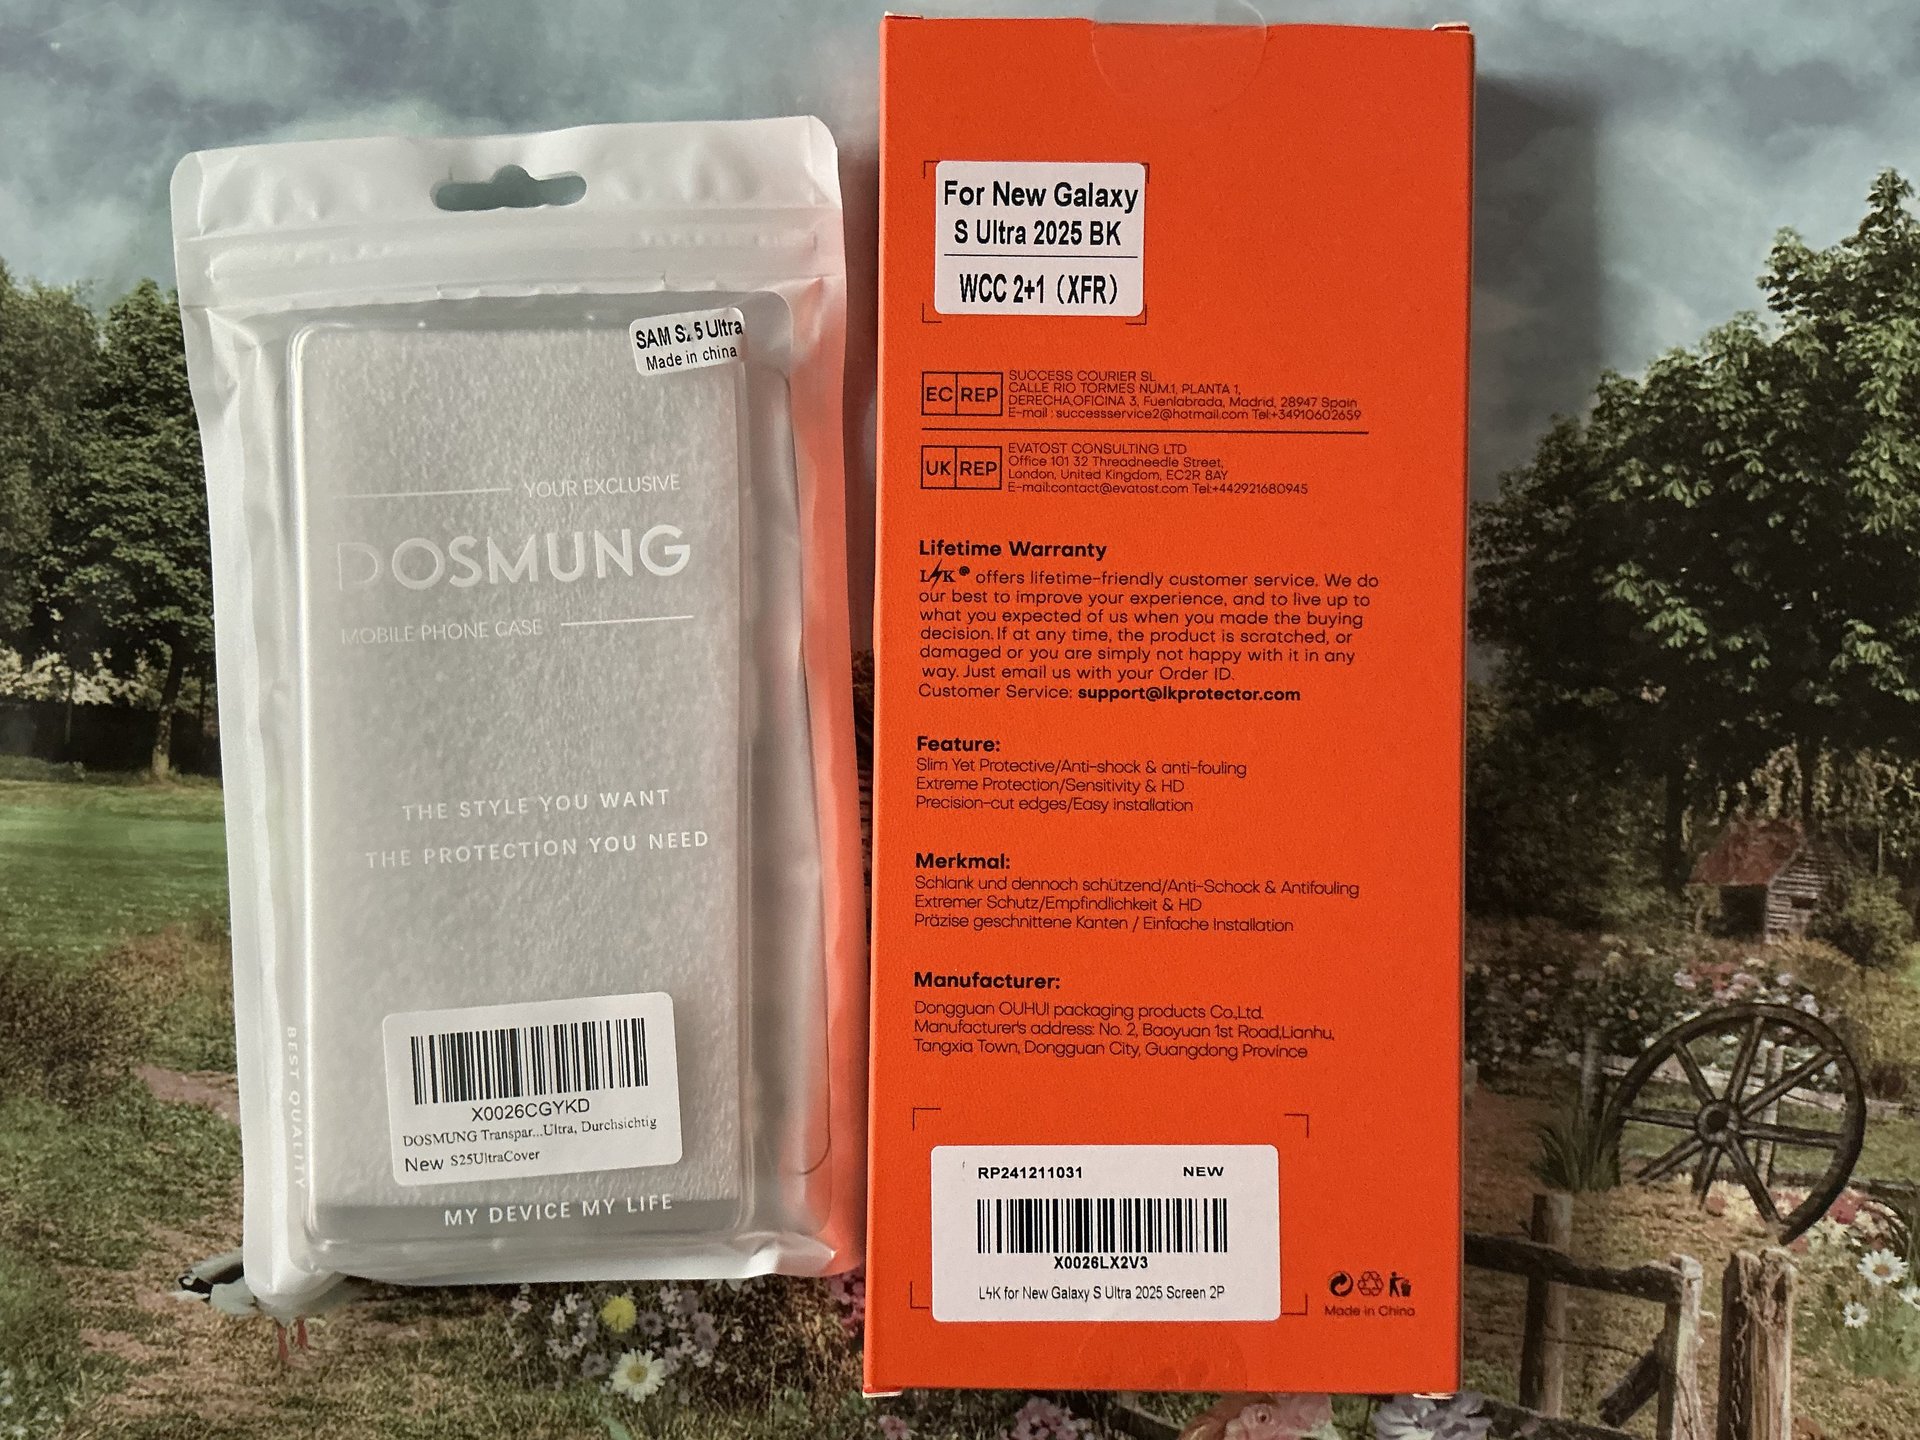 SAM S25 Ultra
Made in china
YOUR EXCLUSIVE
DOSMUNG
MOBILE PHONE CASE
THE STYLE YOU WANT
THE PROTECTION YOU NEED
BEST QUALITY
X0026CGYKD
DOSMUNG Transpar...Ultra, Durchsichtig
New S25UltraCover
MY DEVICE MY LIFE
For New Galaxy
S Ultra 2025 BK
WCC 2+1 (XFR)
EC REP
SUCCESS COURIER SL
CALLE RIO TORMES NUM.1, PLANTA 1,
DERECHA,OFICINA 3, Fuenlabrada, Madrid, 28947 Spain
E-mail : successservice2@hotmail.com Tel:+34910602659
UK REP
EVATOST CONSULTING LTD
Office 101 32 Threadneedle Street,
London, United Kingdom, EC2R 8AY
E-mail:contact@evatost.com Tel:+442921680945
Lifetime Warranty
LK® offers lifetime-friendly customer service. We do
our best to improve your experience, and to live up to
what you expected of us when you made the buying
decision. If at any time, the product is scratched, or
damaged or you are simply not happy with it in any
way. Just email us with your Order ID.
Customer Service: support@lkprotector.com
Feature:
Slim Yet Protective/Anti-shock & anti-fouling
Extreme Protection/Sensitivity & HD
Precision-cut edges/Easy installation
Merkmal:
Schlank und dennoch schützend/Anti-Schock & Antifouling
Extremer Schutz/Empfindlichkeit & HD
Präzise geschnittene Kanten / Einfache Installation
Manufacturer:
Dongguan OUHUI packaging products Co.,Ltd.
Manufacturer's address: No. 2, Baoyuan 1st Road,Lianhu,
Tangxia Town, Dongguan City, Guangdong Province
RP241211031 NEW
X0026LX2V3
LϟK for New Galaxy S Ultra 2025 Screen 2P
Made in China